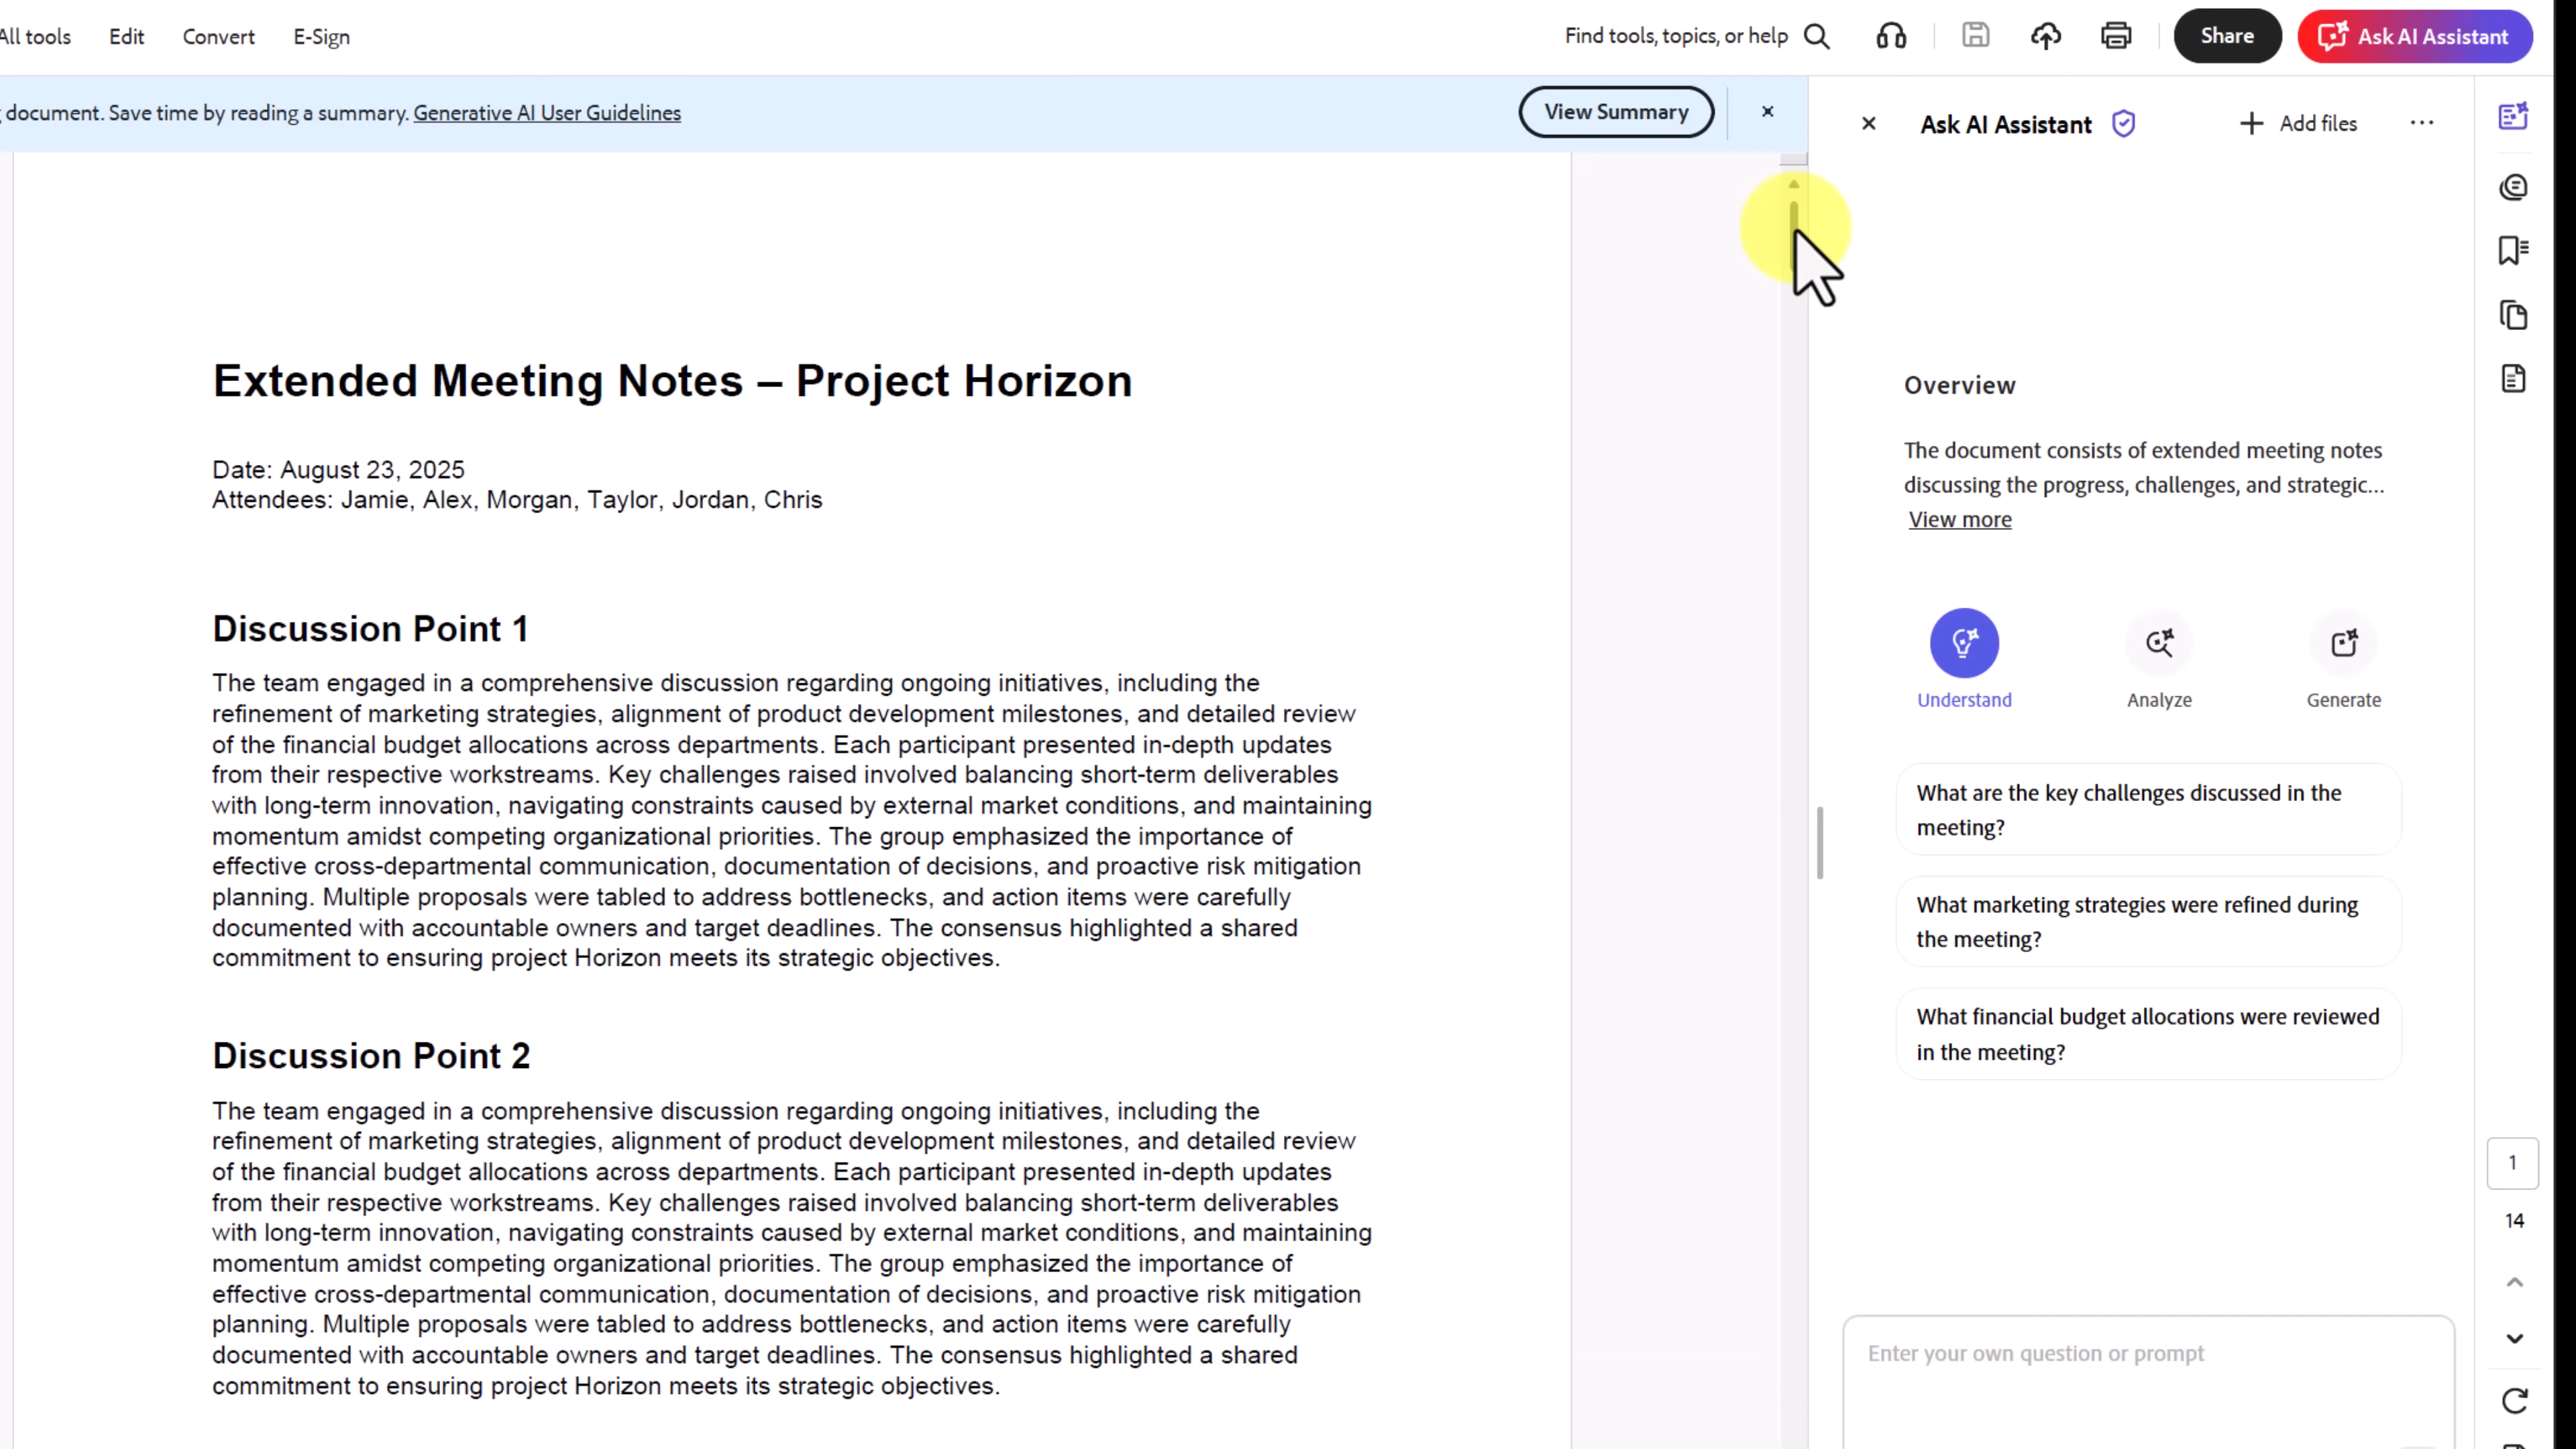 All tools
Edit
Convert
E-Sign
Find tools, topics, or help
Share
Ask AI Assistant
document. Save time by reading a summary. Generative AI User Guidelines
View Summary
Extended Meeting Notes – Project Horizon
Date: August 23, 2025
Attendees: Jamie, Alex, Morgan, Taylor, Jordan, Chris
Discussion Point 1
The team engaged in a comprehensive discussion regarding ongoing initiatives, including the
refinement of marketing strategies, alignment of product development milestones, and detailed review
of the financial budget allocations across departments. Each participant presented in-depth updates
from their respective workstreams. Key challenges raised involved balancing short-term deliverables
with long-term innovation, navigating constraints caused by external market conditions, and maintaining
momentum amidst competing organizational priorities. The group emphasized the importance of
effective cross-departmental communication, documentation of decisions, and proactive risk mitigation
planning. Multiple proposals were tabled to address bottlenecks, and action items were carefully
documented with accountable owners and target deadlines. The consensus highlighted a shared
commitment to ensuring project Horizon meets its strategic objectives.
Discussion Point 2
The team engaged in a comprehensive discussion regarding ongoing initiatives, including the
refinement of marketing strategies, alignment of product development milestones, and detailed review
of the financial budget allocations across departments. Each participant presented in-depth updates
from their respective workstreams. Key challenges raised involved balancing short-term deliverables
with long-term innovation, navigating constraints caused by external market conditions, and maintaining
momentum amidst competing organizational priorities. The group emphasized the importance of
effective cross-departmental communication, documentation of decisions, and proactive risk mitigation
planning. Multiple proposals were tabled to address bottlenecks, and action items were carefully
documented with accountable owners and target deadlines. The consensus highlighted a shared
commitment to ensuring project Horizon meets its strategic objectives.
Ask AI Assistant
Add files
Overview
The document consists of extended meeting notes
discussing the progress, challenges, and strategic...
View more
Understand
Analyze
Generate
What are the key challenges discussed in the
meeting?
What marketing strategies were refined during
the meeting?
What financial budget allocations were reviewed
in the meeting?
Enter your own question or prompt
1
14